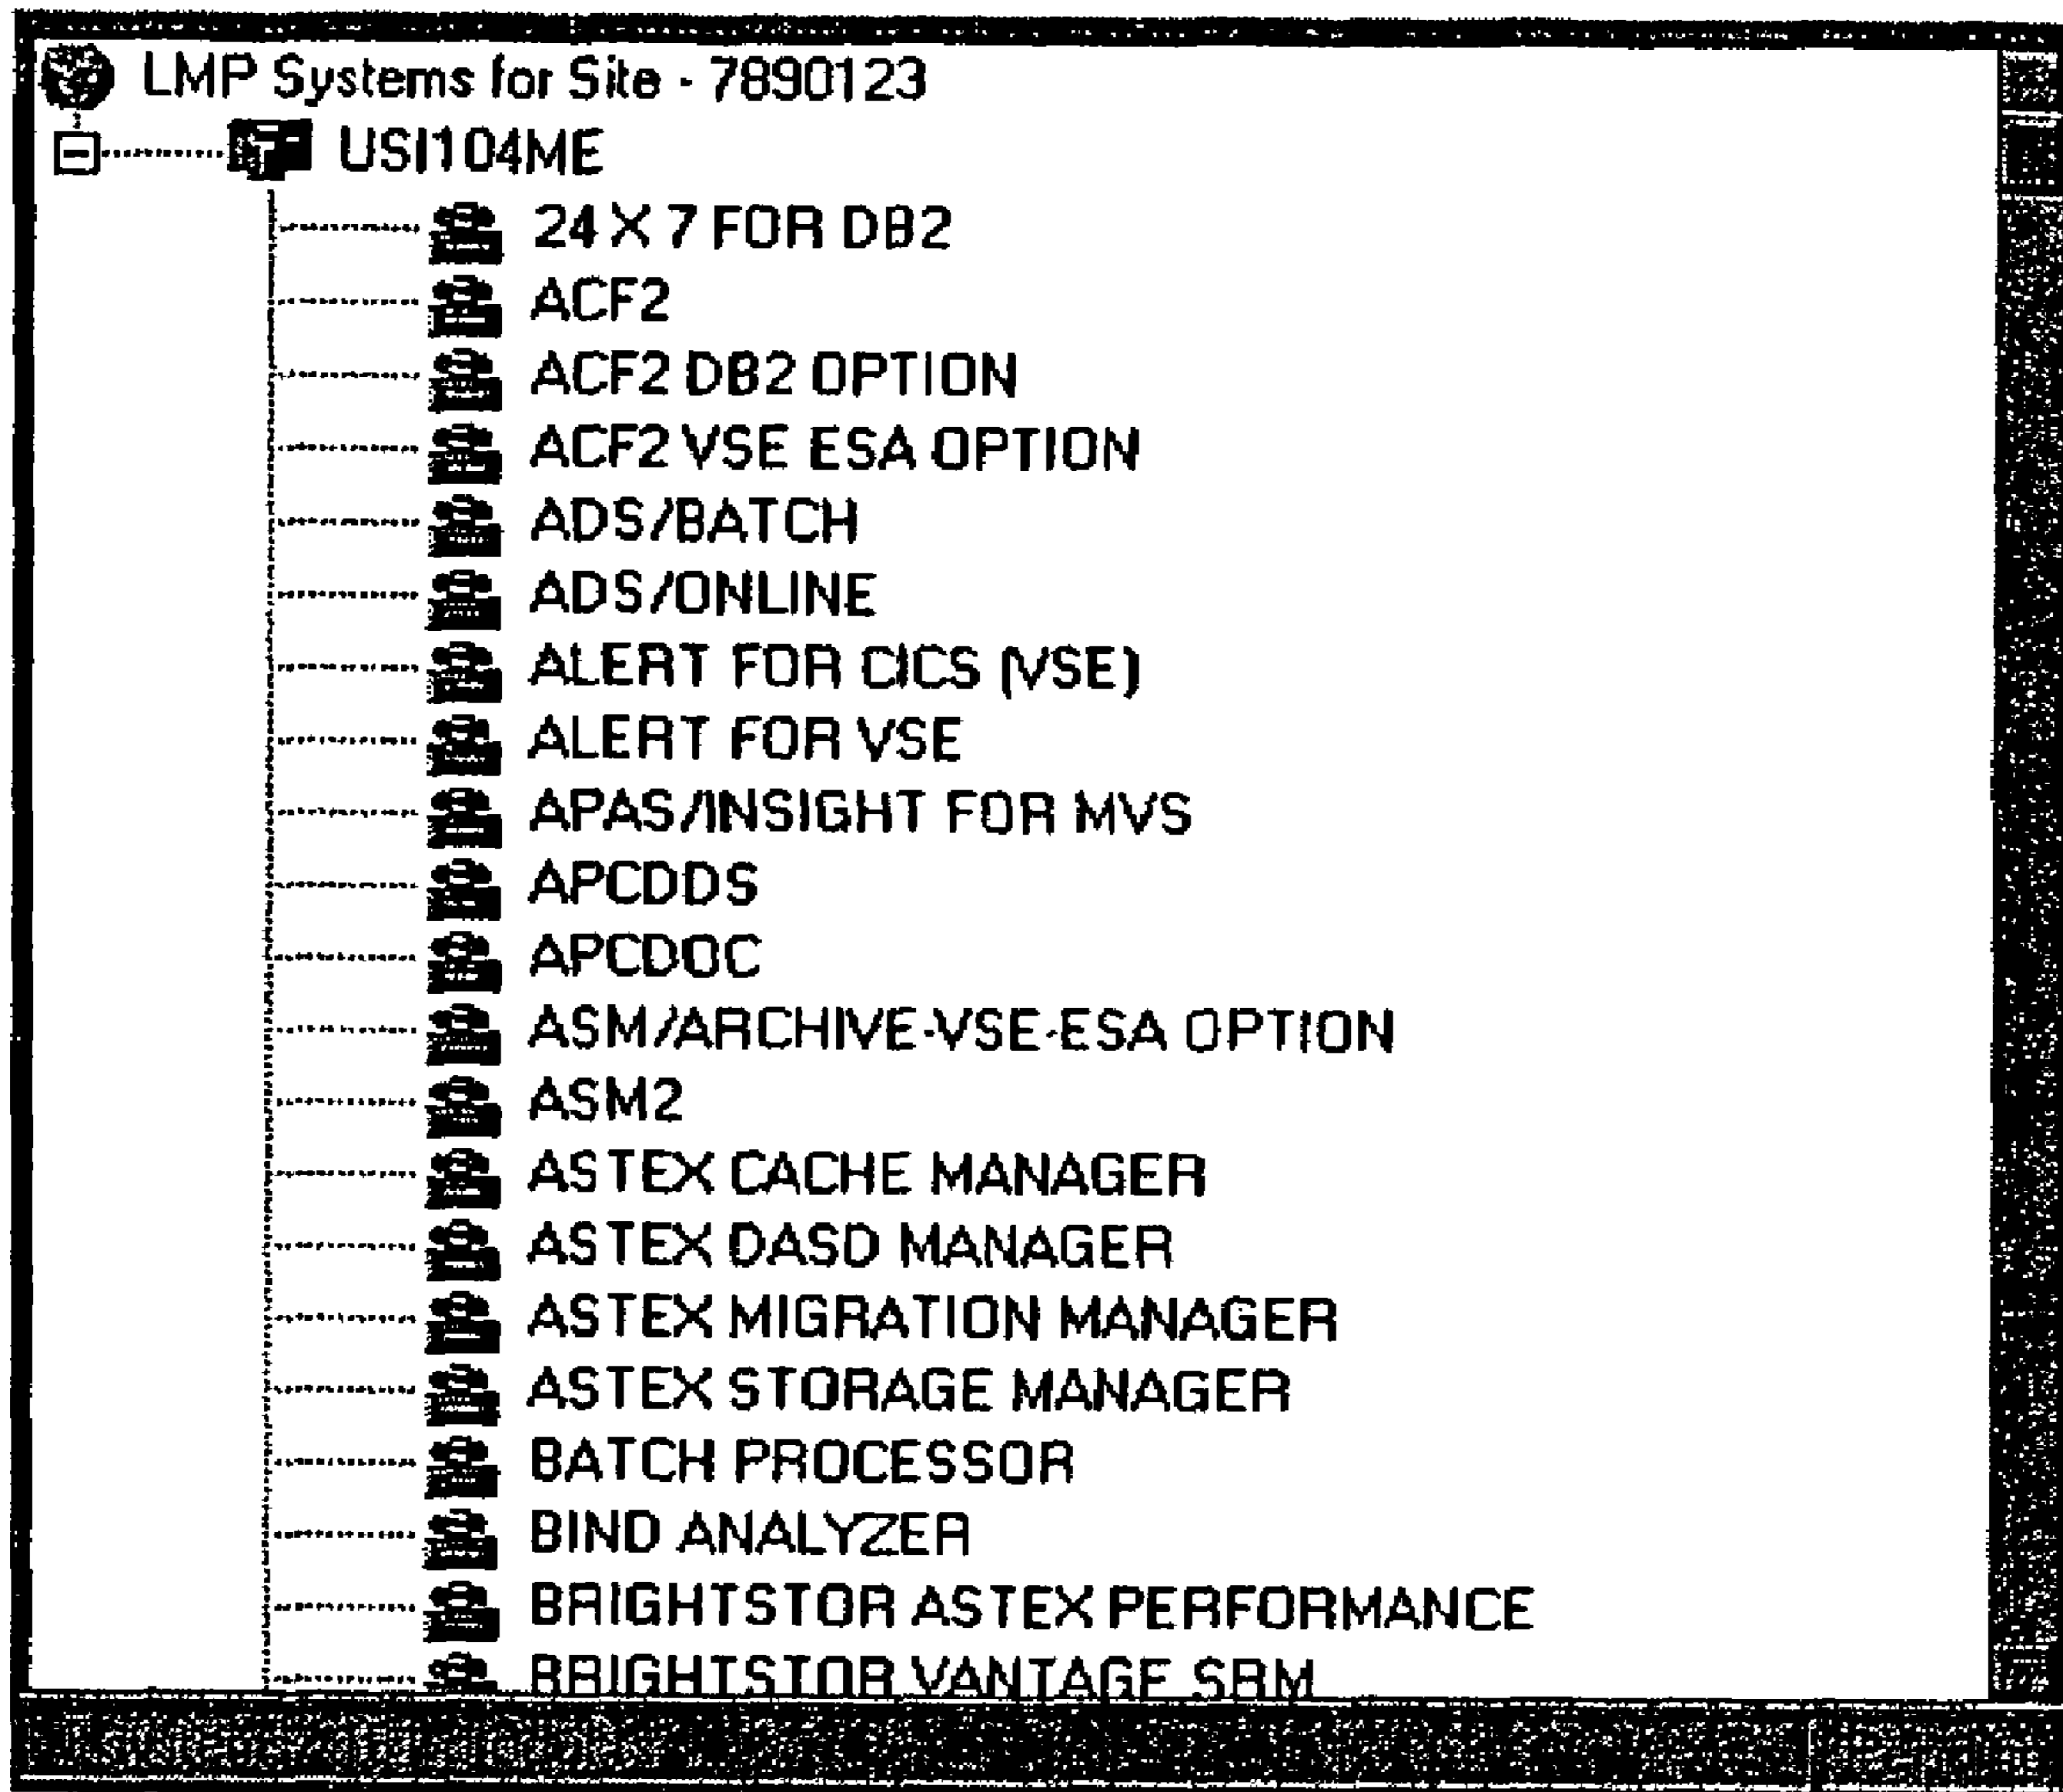 LMP Systems for Site - 7890123
USI104ME
24 X 7 FOR DB2
ACF2
ACF2 DB2 OPTION
ACF2 VSE ESA OPTION
ADS/BATCH
ADS/ONLINE
ALERT FOR CICS (VSE)
ALERT FOR VSE
APAS/INSIGHT FOR MVS
APCDDS
APCDOC
ASM/ARCHIVE-VSE-ESA OPTION
ASM2
ASTEX CACHE MANAGER
ASTEX DASD MANAGER
ASTEX MIGRATION MANAGER
ASTEX STORAGE MANAGER
BATCH PROCESSOR
BIND ANALYZER
BRIGHTSTOR ASTEX PERFORMANCE
BRIGHTSTOR VANTAGE SRM